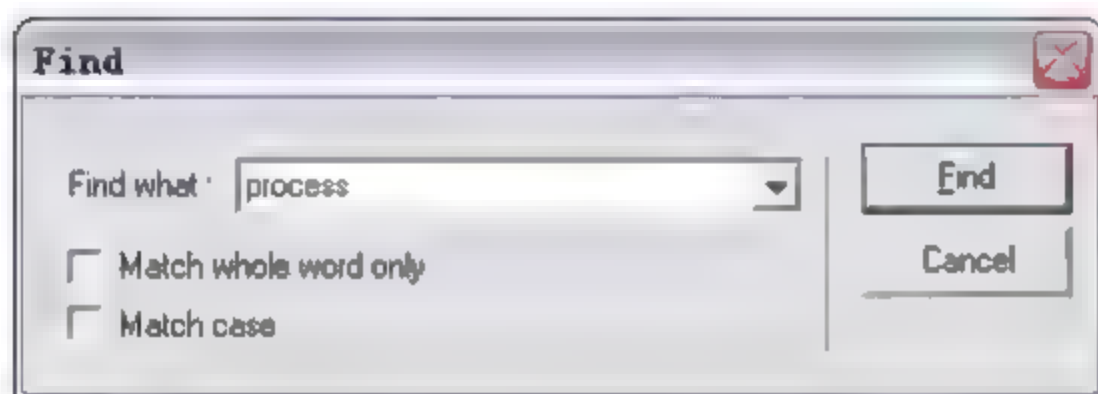 Find
Find what : process
Find
Match whole word only
Cancel
Match case